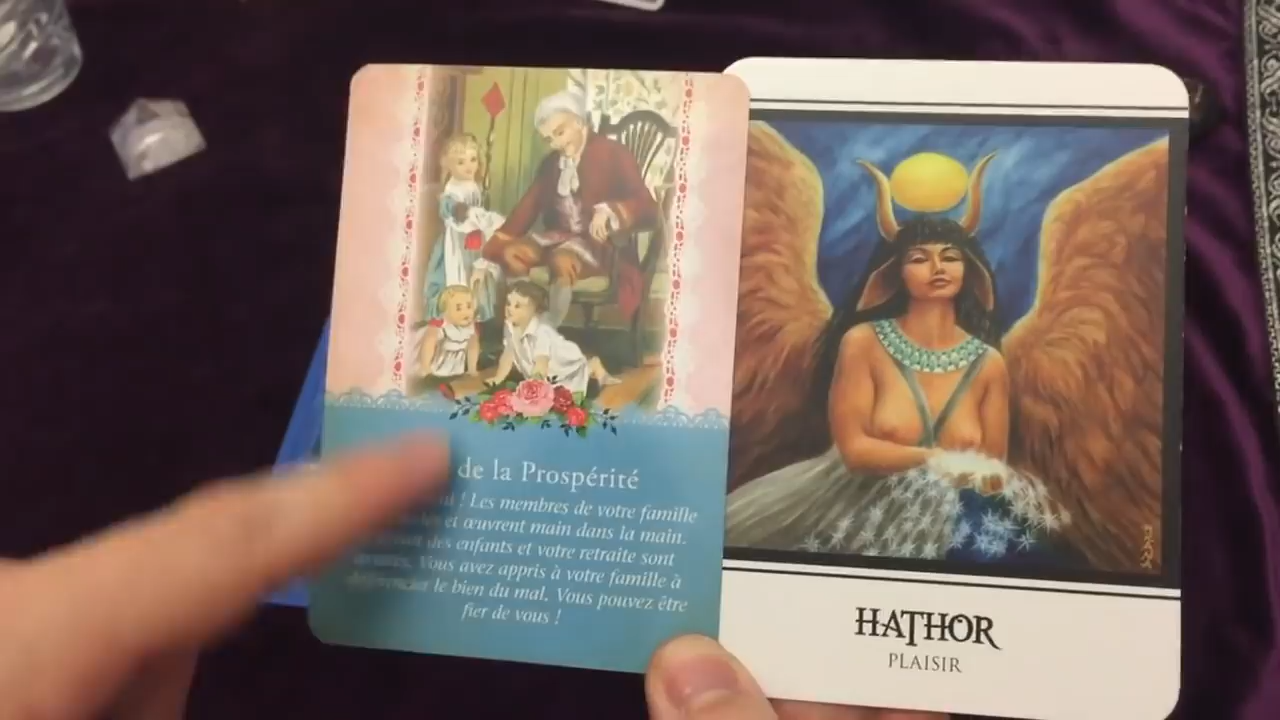 de la Prospérité
! Les membres de votre famille
et œuvrent main dans la main.
des enfants et votre retraite sont
Vous avez appris à votre famille à
le bien du mal. Vous pouvez être
fier de vous !
HATHOR
PLAISIR